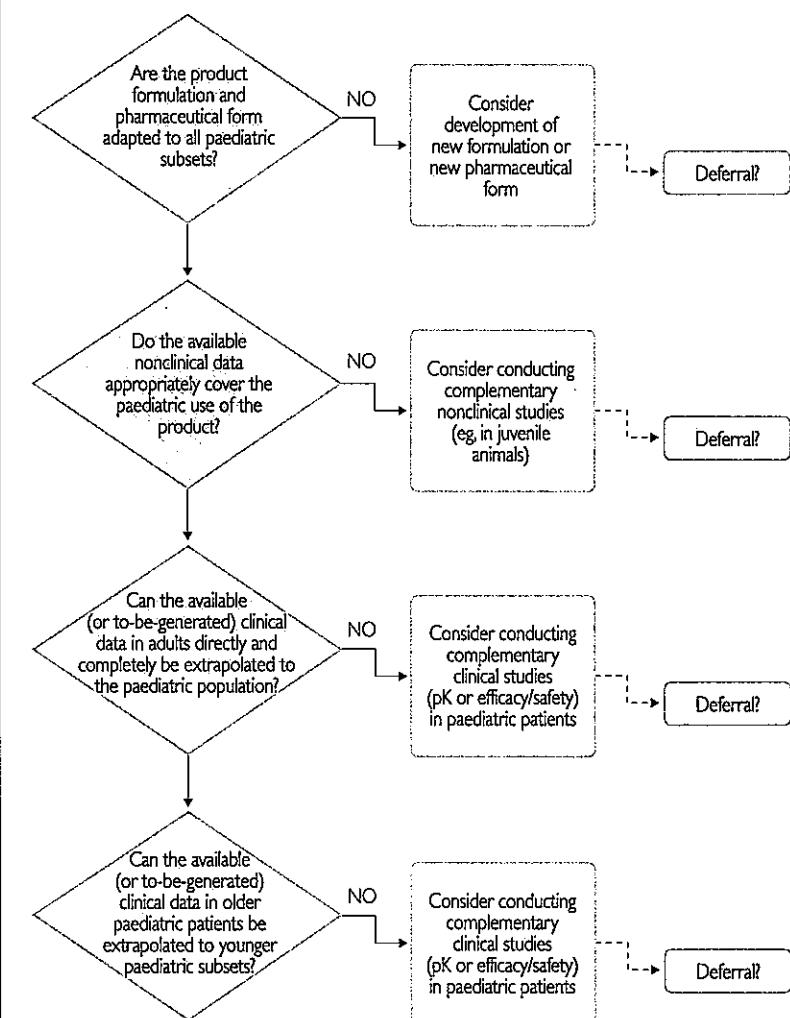 Are the product
formulation and
pharmaceutical form
adapted to all paediatric
subsets?
NO
Consider
development of
new formulation or
new pharmaceutical
form
Deferral?
Do the available
nonclinical data
appropriately cover the
paediatric use of the
product?
NO
Consider conducting
complementary
nonclinical studies
(eg, in juvenile
animals)
Deferral?
Can the available
(or to-be-generated) clinical
data in adults directly and
completely be extrapolated to
the paediatric population?
NO
Consider conducting
complementary
clinical studies
(pK or efficacy/safety)
in paediatric patients
Deferral?
Can the available
(or to-be-generated)
clinical data in older
paediatric patients be
extrapolated to younger
paediatric subsets?
NO
Consider conducting
complementary
clinical studies
(pK or efficacy/safety)
in paediatric patients
Deferral?